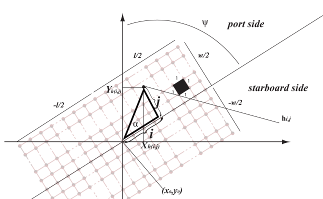 ψ
port side
l/2
w/2
starboard side
-l/2
-w/2
j
α
i
(x₀,y₀)